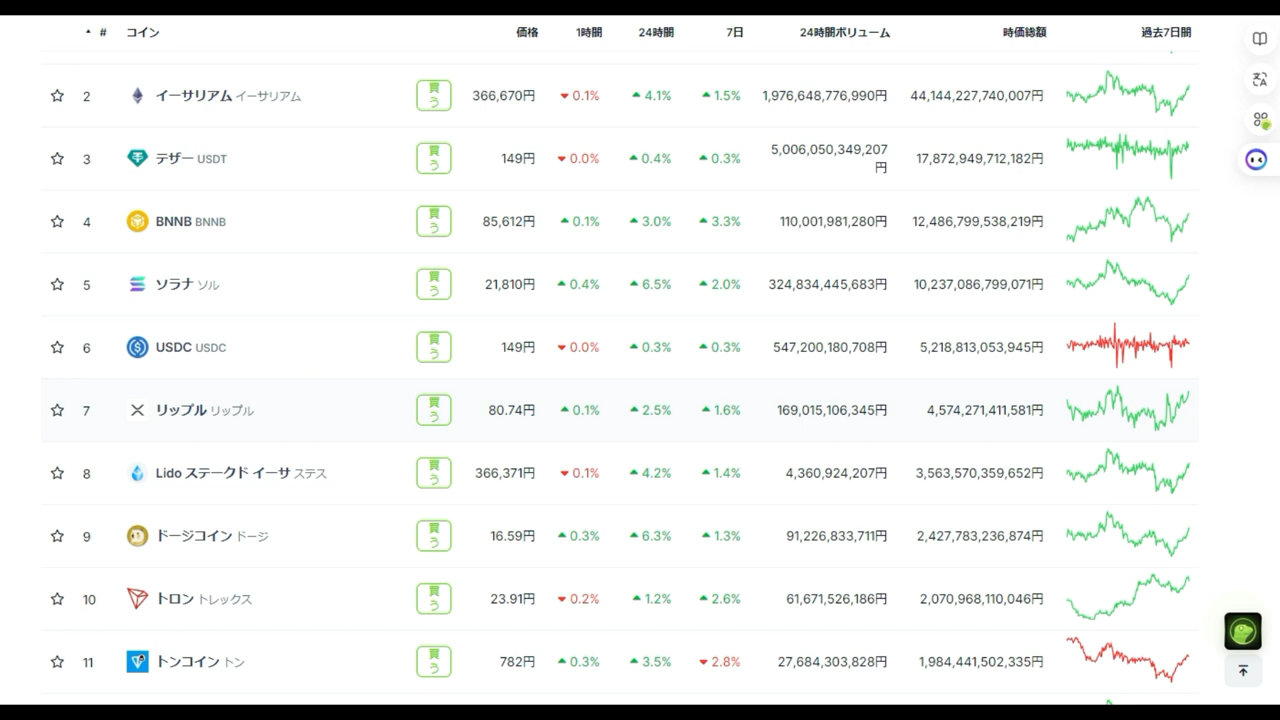 # コイン 価格 1時間 24時間 7日 24時間ボリューム 時価総額 過去7日間
2 イーサリアム イーサリアム 買う 366,670円 0.1% 4.1% 1.5% 1,976,648,776,990円 44,144,227,740,007円
3 テザー USDT 買う 149円 0.0% 0.4% 0.3% 5,006,050,349,207円 17,872,949,712,182円
4 BNNB BNNB 買う 85,612円 0.1% 3.0% 3.3% 110,001,981,280円 12,486,799,538,219円
5 ソラナ ソル 買う 21,810円 0.4% 6.5% 2.0% 324,834,445,683円 10,237,086,799,071円
6 USDC USDC 買う 149円 0.0% 0.3% 0.3% 547,200,180,708円 5,218,813,053,945円
7 リップル リップル 買う 80.74円 0.1% 2.5% 1.6% 169,015,106,345円 4,574,271,411,581円
8 Lido ステークド イーサ ステス 買う 366,371円 0.1% 4.2% 1.4% 4,360,924,207円 3,563,570,359,652円
9 ドージコイン ドージ 買う 16.59円 0.3% 6.3% 1.3% 91,226,833,711円 2,427,783,236,874円
10 トロン トレックス 買う 23.91円 0.2% 1.2% 2.6% 61,671,526,186円 2,070,968,110,046円
11 トンコイン トン 買う 782円 0.3% 3.5% 2.8% 27,684,303,828円 1,984,441,502,335円